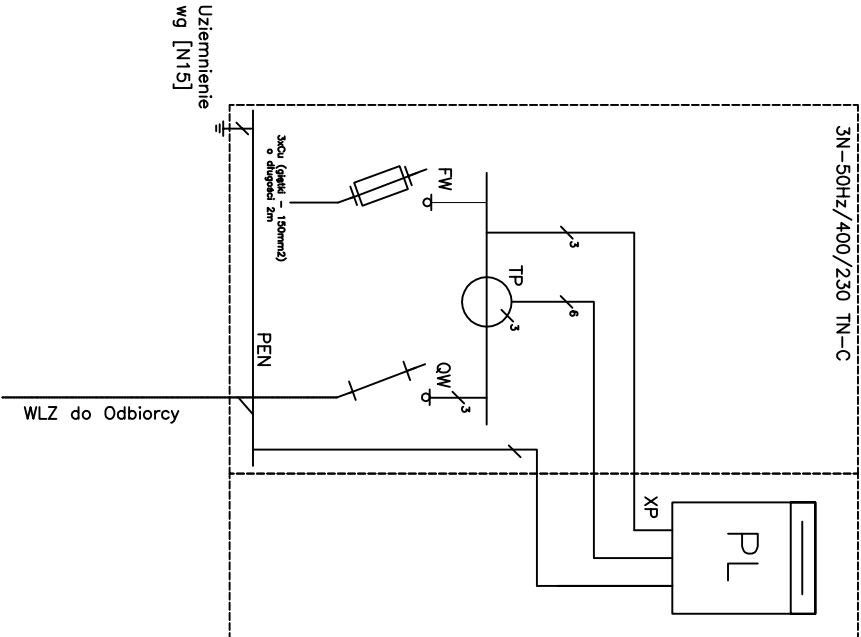 3N-50Hz/400/230 TN-C
XP
PL
3
TP
6
3
FW
QW
3
3xCu (giętki - 150mm2)
o długości 2m
PEN
Uziemnienie
wg [N15]
WLZ do Odbiorcy